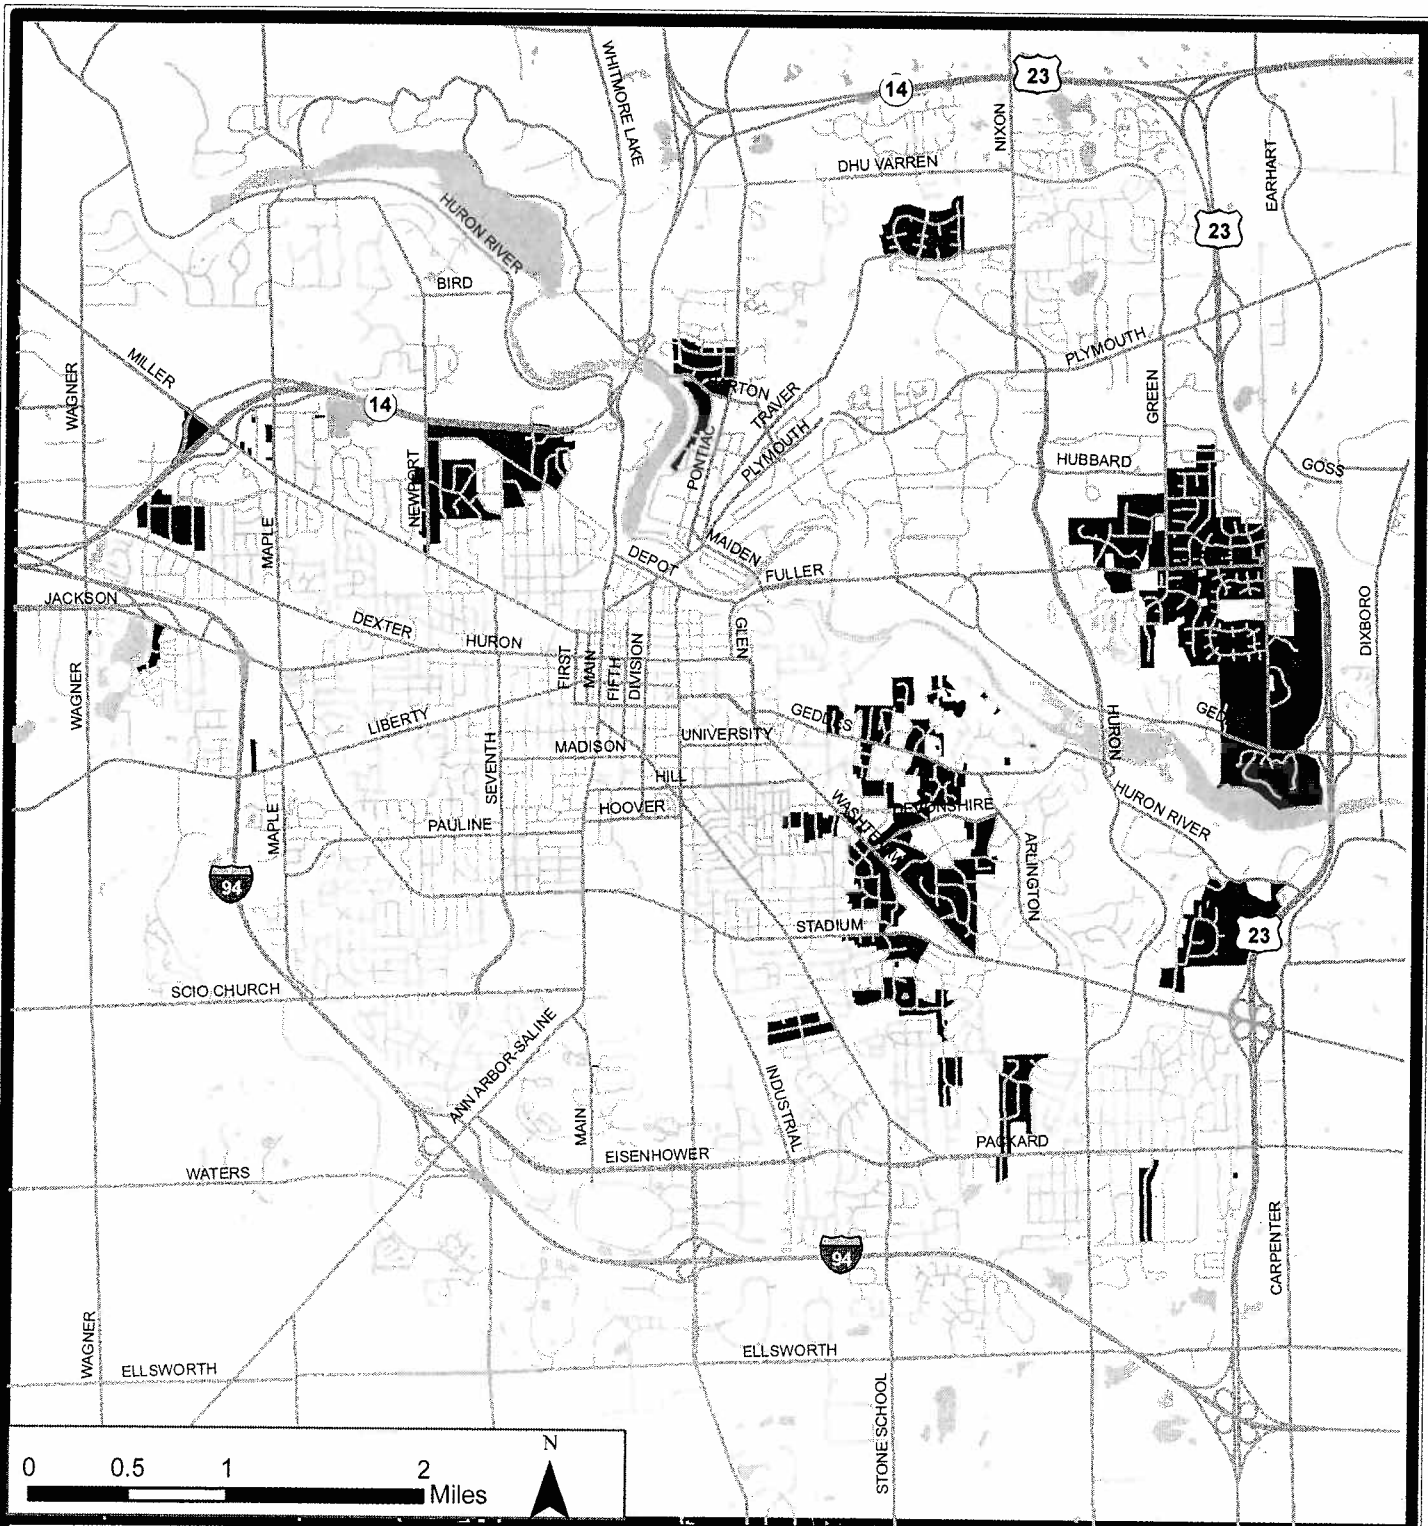 WHITMORE LAKE
14
23
NIXON
EARHART
DHU VARREN
23
HURON RIVER
BIRD
MILLER
WAGNER
14
PLYMOUTH
TRAVER
PLYMOUTH
PONTIAC
GREEN
NEWPORT
HUBBARD
GOSS
MAPLE
DEPOT
MAIDEN
FULLER
JACKSON
DEXTER
HURON
FIRST
MAIN
FIFTH
DIVISION
GLEN
DIXBORO
WAGNER
LIBERTY
SEVENTH
MADISON
UNIVERSITY
GEDDES
HURON
HILL
HOOVER
DEVONSHIRE
HURON RIVER
MAPLE
PAULINE
ARLINGTON
94
STADIUM
23
SCIO CHURCH
ANN ARBOR-SALINE
MAIN
INDUSTRIAL
PACKARD
EISENHOWER
WATERS
94
CARPENTER
WAGNER
ELLSWORTH
ELLSWORTH
STONE SCHOOL
N
0 0.5 1 2
Miles